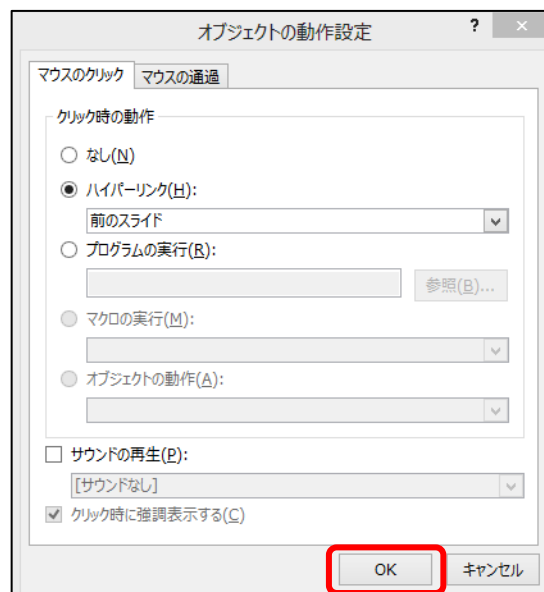 オブジェクトの動作設定
?
マウスのクリック マウスの通過
クリック時の動作
なし(N)
ハイパーリンク(H):
前のスライド
プログラムの実行(R):
参照(B)...
マクロの実行(M):
オブジェクトの動作(A):
サウンドの再生(P):
[サウンドなし]
クリック時に強調表示する(C)
OK キャンセル